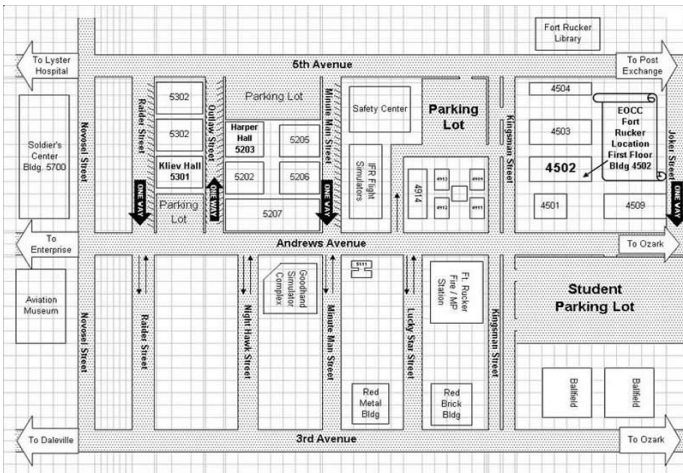 Fort Rucker
Library
To Lyster
Hospital
5th Avenue
To Post
Exchange
Soldier's
Center
Bldg. 5700
Novosel Street
Raider Street
5302
5302
Kliev Hall
5301
Parking
Lot
Outlaw Street
Parking Lot
Harper
Hall
5203
5205
5202
5206
5207
Minute Man Street
Safety Center
IFR Flight
Simulators
Parking
Lot
4914
Kingsman Street
4504
4503
4502
4501
4509
EOCC
Fort
Rucker
Location
First Floor
Bldg 4502
Joker Street
ONE WAY
ONE WAY
ONE WAY
ONE WAY
To
Enterprise
Andrews Avenue
To Ozark
Aviation
Museum
Novosel Street
Raider Street
Night Hawk Street
Goodhand
Simulator
Complex
Minute Man Street
Lucky Star Street
Ft. Rucker
Fire / MP
Station
Kingsman Street
Student
Parking Lot
Red
Metal
Bldg
Red
Brick
Bldg
Ballfield
Ballfield
To Daleville
3rd Avenue
To Ozark